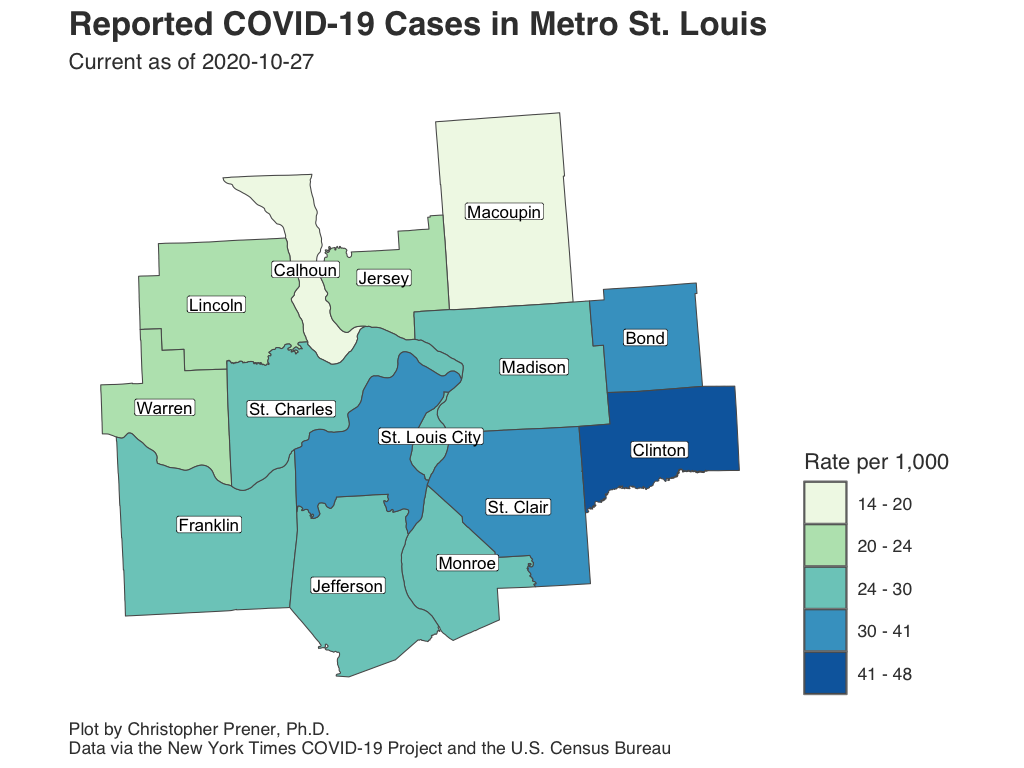 Reported COVID-19 Cases in Metro St. Louis
Current as of 2020-10-27
Macoupin
Calhoun
Jersey
Lincoln
Bond
Madison
Warren
St. Charles
St. Louis City
Clinton
Rate per 1,000
14 - 20
St. Clair
Franklin
20 - 24
Monroe
Jefferson
24 - 30
30 - 41
41 - 48
Plot by Christopher Prener, Ph.D.
Data via the New York Times COVID-19 Project and the U.S. Census Bureau